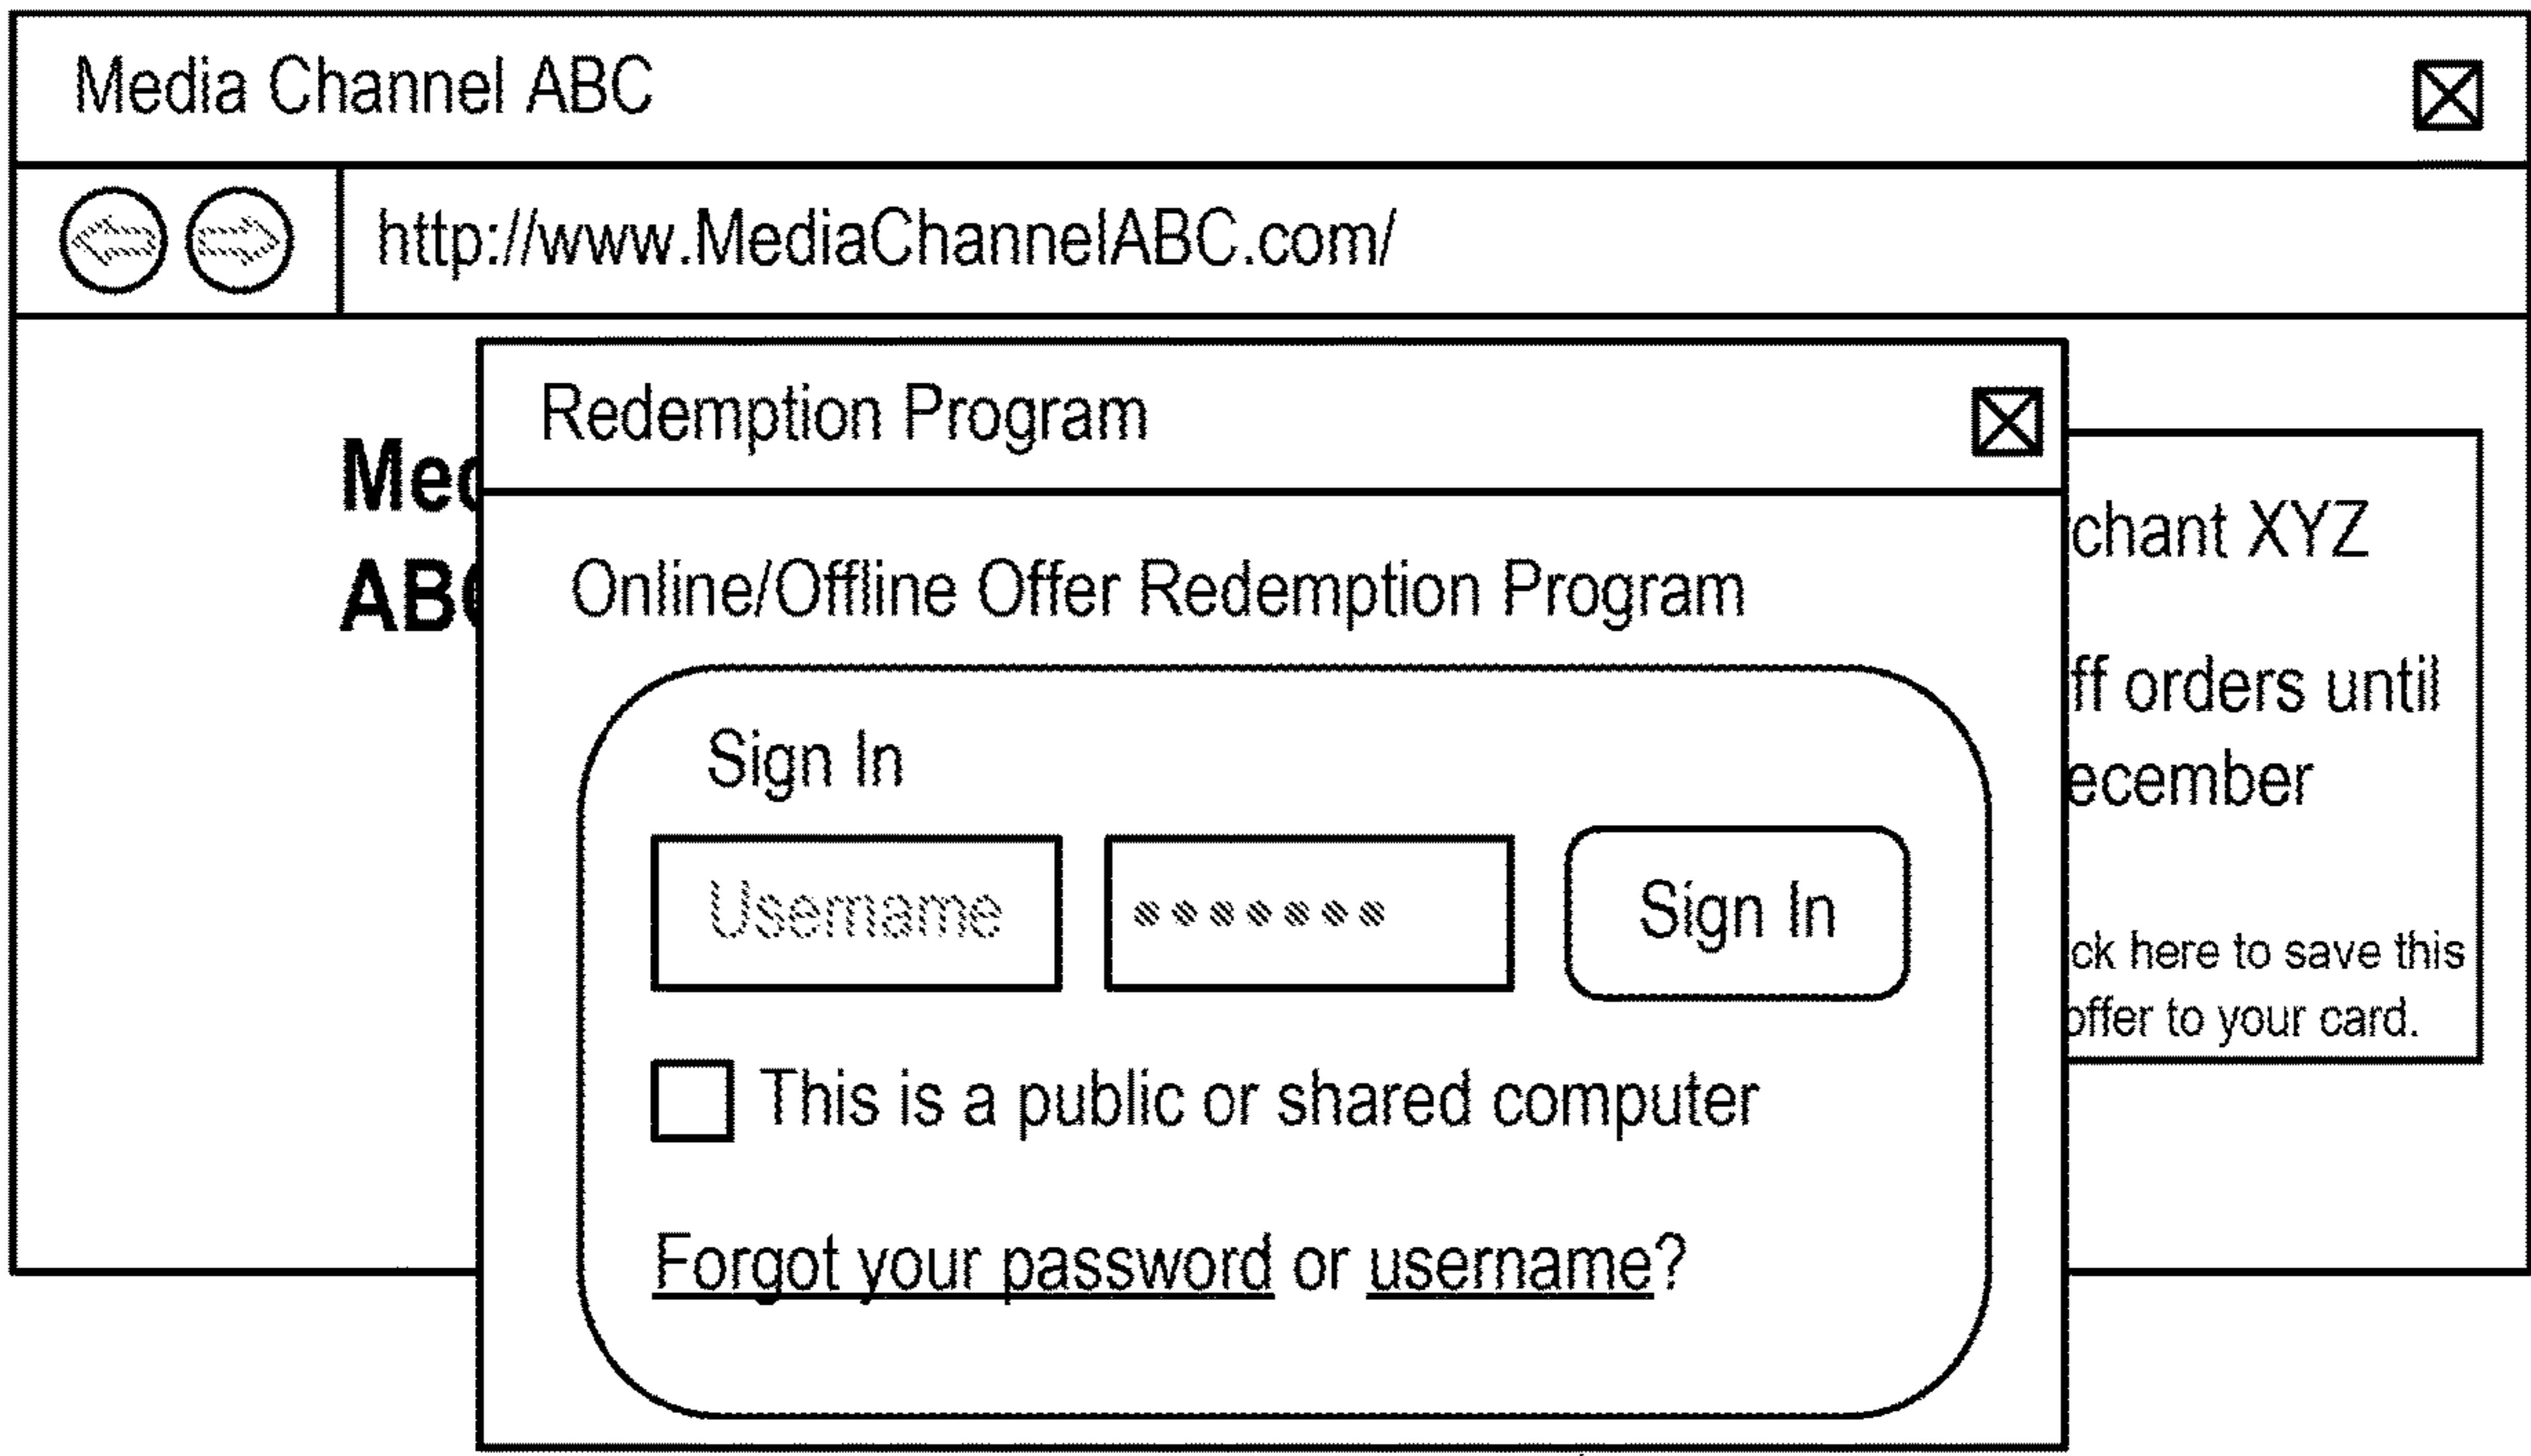 Media Channel ABC
http://www.MediaChannelABC.com/
Redemption Program
Online/Offline Offer Redemption Program
Sign In
Username
Sign In
This is a public or shared computer
Forgot your password or username?
Med
ABC
chant XYZ
ff orders until
ecember
ck here to save this
offer to your card.